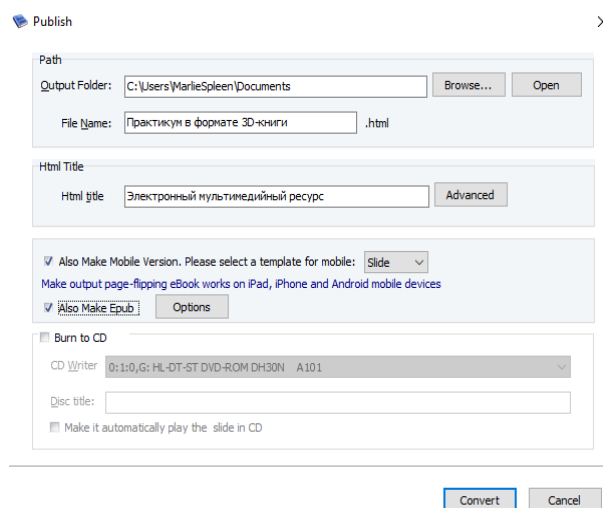 Publish
Path
Output Folder: C:\Users\MarlieSpleen\Documents Browse... Open
File Name: Практикум в формате 3D-книги .html
Html Title
Html title Электронный мультимедийный ресурс Advanced
Also Make Mobile Version. Please select a template for mobile: Slide
Make output page-flipping eBook works on iPad, iPhone and Android mobile devices
Also Make Epub Options
Burn to CD
CD Writer 0:1:0,G: HL-DT-ST DVD-ROM DH30N A101
Disc title:
Make it automatically play the slide in CD
Convert Cancel